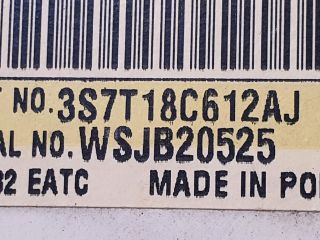 T NO. 3S7T18C612AJ
AL NO. WSJB20525
32 EATC MADE IN PO